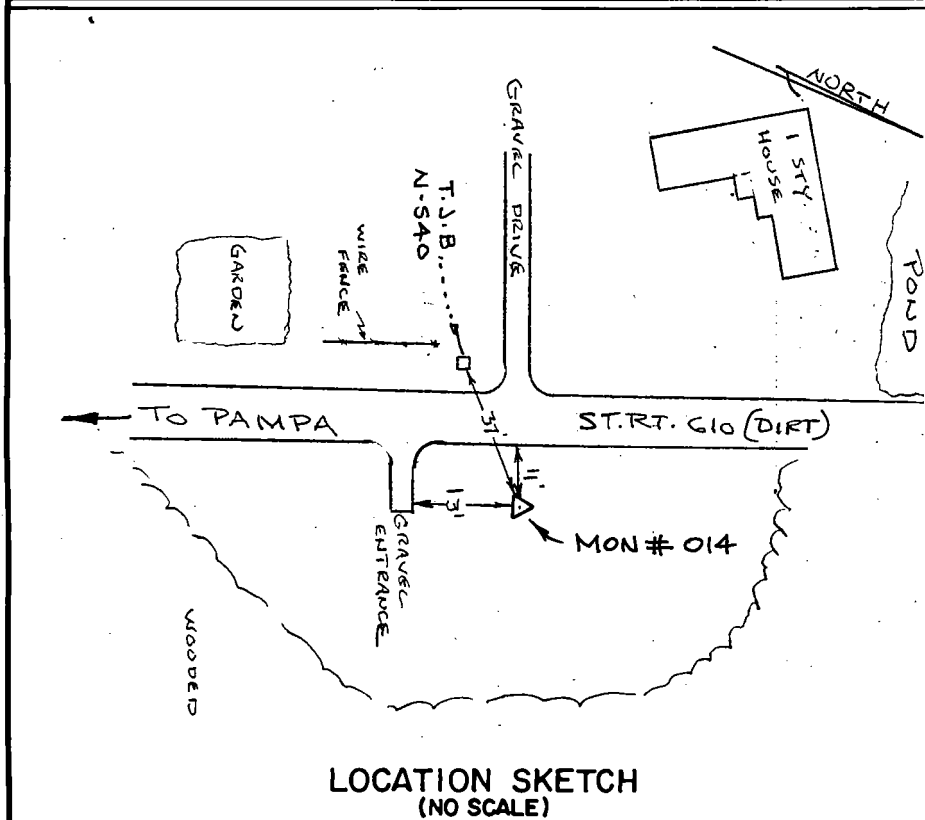 NORTH
GRAVEL DRIVE
1 STY.
HOUSE
POND
T.J.B.
N-540
WIRE
FENCE
GARDEN
TO PAMPA
37'
ST. RT. 610 (DIRT)
11'
13'
GRAVEL
ENTRANCE
MON # 014
WOODED
LOCATION SKETCH
(NO SCALE)